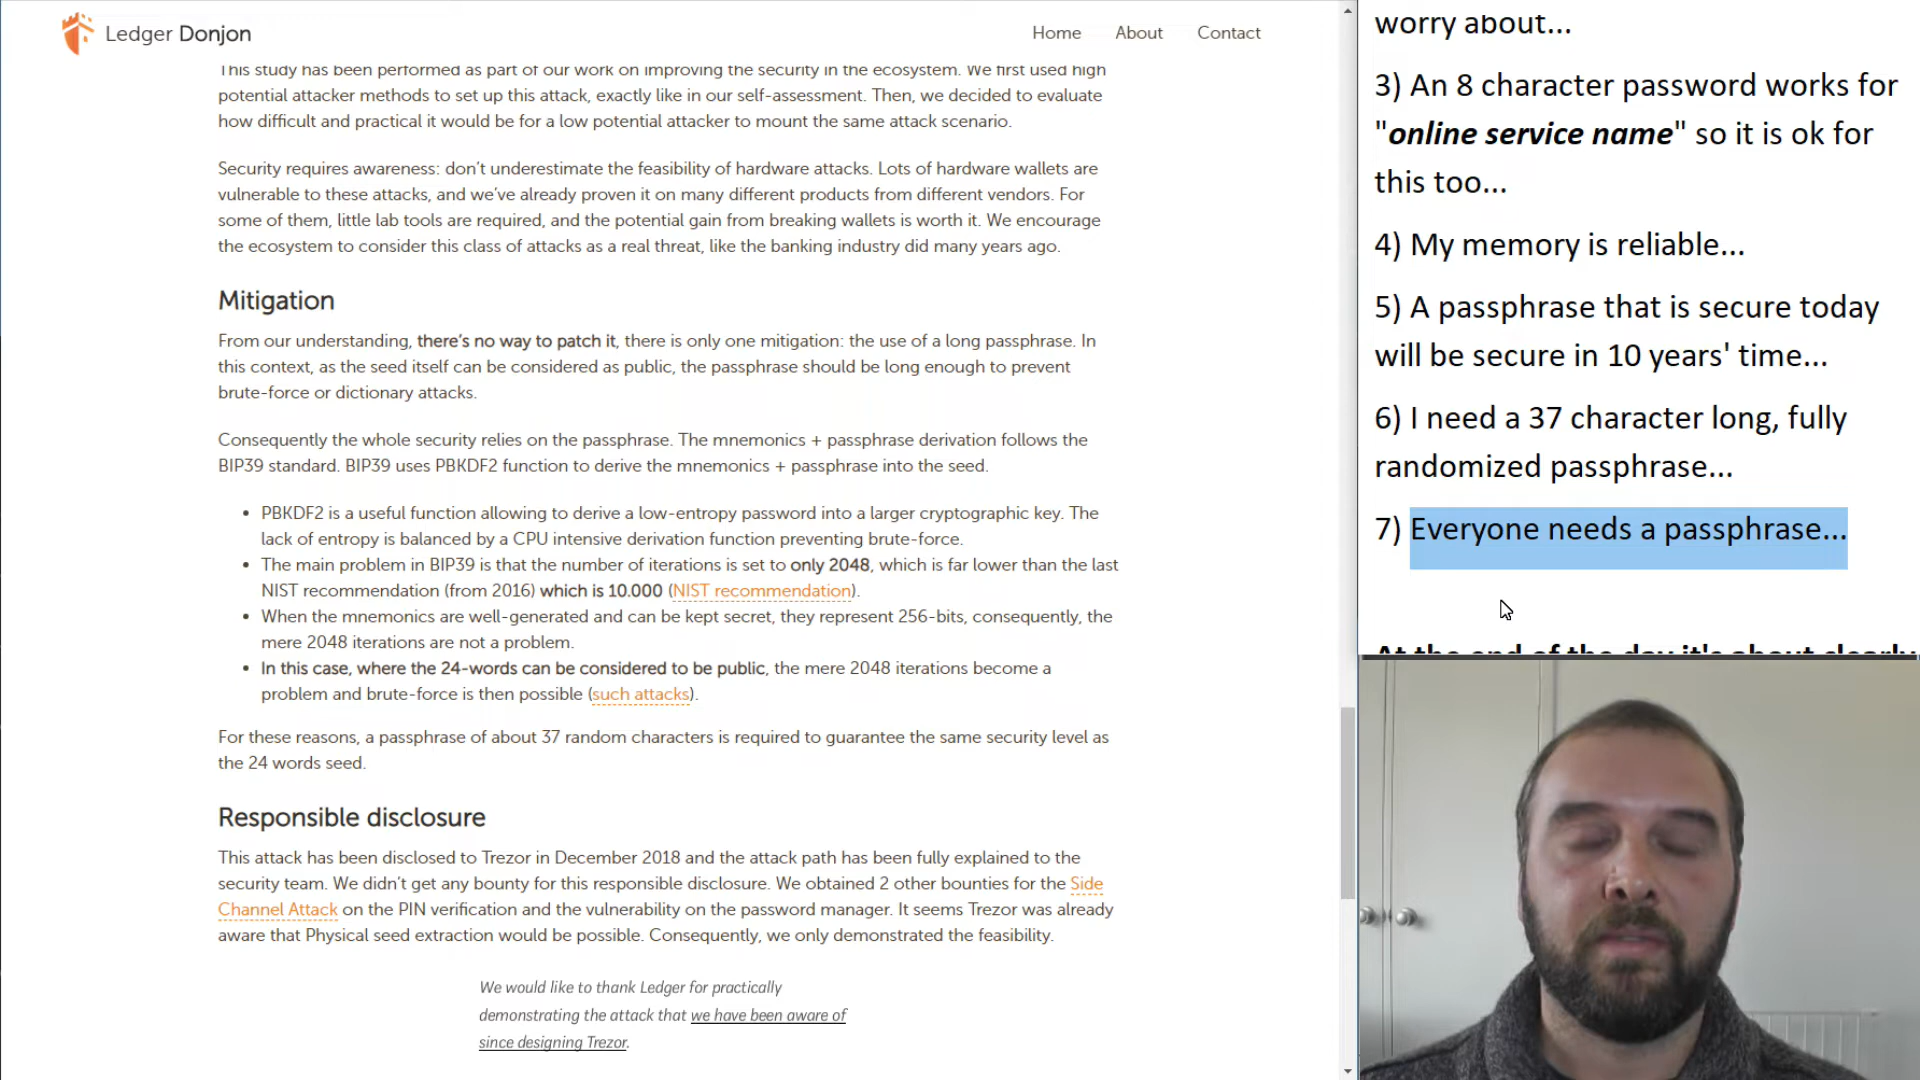 Ledger Donjon
Home About Contact
This study has been performed as part of our work on improving the security in the ecosystem. We first used high
potential attacker methods to set up this attack, exactly like in our self-assessment. Then, we decided to evaluate
how difficult and practical it would be for a low potential attacker to mount the same attack scenario.
Security requires awareness: don’t underestimate the feasibility of hardware attacks. Lots of hardware wallets are
vulnerable to these attacks, and we’ve already proven it on many different products from different vendors. For
some of them, little lab tools are required, and the potential gain from breaking wallets is worth it. We encourage
the ecosystem to consider this class of attacks as a real threat, like the banking industry did many years ago.
Mitigation
From our understanding, there’s no way to patch it, there is only one mitigation: the use of a long passphrase. In
this context, as the seed itself can be considered as public, the passphrase should be long enough to prevent
brute-force or dictionary attacks.
Consequently the whole security relies on the passphrase. The mnemonics + passphrase derivation follows the
BIP39 standard. BIP39 uses PBKDF2 function to derive the mnemonics + passphrase into the seed.
• PBKDF2 is a useful function allowing to derive a low-entropy password into a larger cryptographic key. The
lack of entropy is balanced by a CPU intensive derivation function preventing brute-force.
• The main problem in BIP39 is that the number of iterations is set to only 2048, which is far lower than the last
NIST recommendation (from 2016) which is 10.000 (NIST recommendation).
• When the mnemonics are well-generated and can be kept secret, they represent 256-bits, consequently, the
mere 2048 iterations are not a problem.
• In this case, where the 24-words can be considered to be public, the mere 2048 iterations become a
problem and brute-force is then possible (such attacks).
For these reasons, a passphrase of about 37 random characters is required to guarantee the same security level as
the 24 words seed.
Responsible disclosure
This attack has been disclosed to Trezor in December 2018 and the attack path has been fully explained to the
security team. We didn’t get any bounty for this responsible disclosure. We obtained 2 other bounties for the Side
Channel Attack on the PIN verification and the vulnerability on the password manager. It seems Trezor was already
aware that Physical seed extraction would be possible. Consequently, we only demonstrated the feasibility.
We would like to thank Ledger for practically
demonstrating the attack that we have been aware of
since designing Trezor.
worry about...
3) An 8 character password works for
"online service name" so it is ok for
this too...
4) My memory is reliable...
5) A passphrase that is secure today
will be secure in 10 years' time...
6) I need a 37 character long, fully
randomized passphrase...
7) Everyone needs a passphrase...
At the end of the day it's about clearly